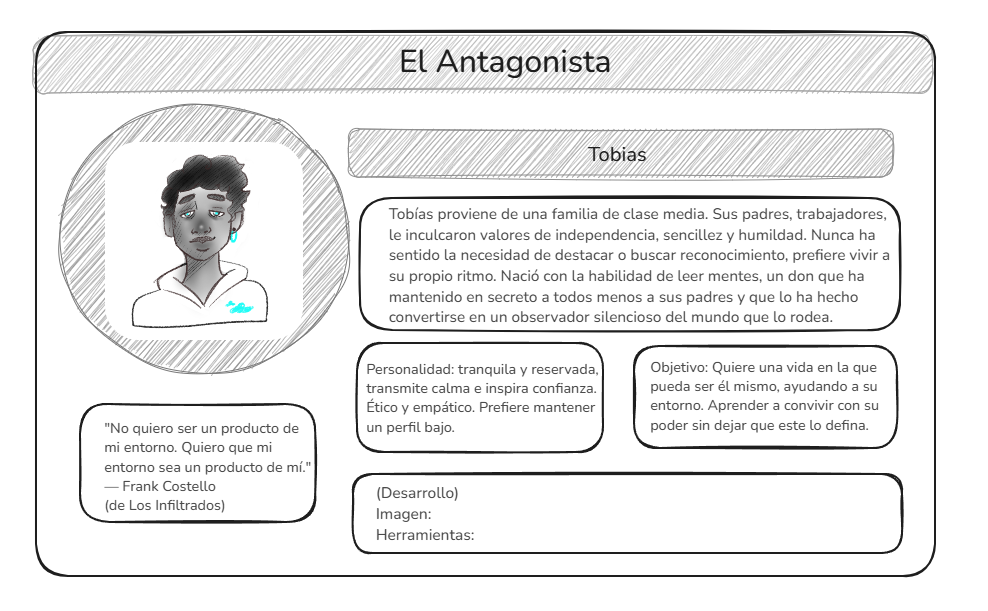 El Antagonista
Tobias
Tobías proviene de una familia de clase media. Sus padres, trabajadores,
le inculcaron valores de independencia, sencillez y humildad. Nunca ha
sentido la necesidad de destacar o buscar reconocimiento, prefiere vivir a
su propio ritmo. Nació con la habilidad de leer mentes, un don que ha
mantenido en secreto a todos menos a sus padres y que lo ha hecho
convertirse en un observador silencioso del mundo que lo rodea.
Personalidad: tranquila y reservada,
transmite calma e inspira confianza.
Ético y empático. Prefiere mantener
un perfil bajo.
Objetivo: Quiere una vida en la que
pueda ser él mismo, ayudando a su
entorno. Aprender a convivir con su
poder sin dejar que este lo defina.
"No quiero ser un producto de
mi entorno. Quiero que mi
entorno sea un producto de mí."
— Frank Costello
(de Los Infiltrados)
(Desarrollo)
Imagen:
Herramientas: